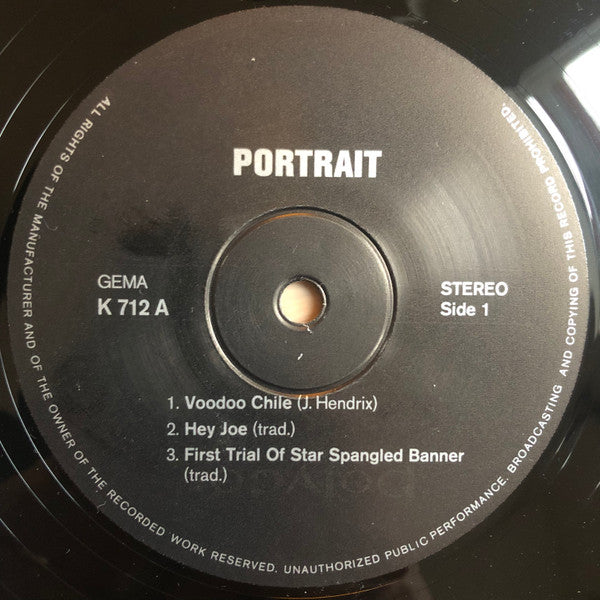 PORTRAIT
GEMA
K 712 A
STEREO
Side 1
1. Voodoo Chile (J. Hendrix)
2. Hey Joe (trad.)
3. First Trial Of Star Spangled Banner
(trad.)
ALL RIGHTS OF THE MANUFACTURER AND OF THE OWNER OF THE RECORDED WORK RESERVED. UNAUTHORIZED PUBLIC PERFORMANCE. BROADCASTING AND COPYING OF THIS RECORD PROHIBITED.